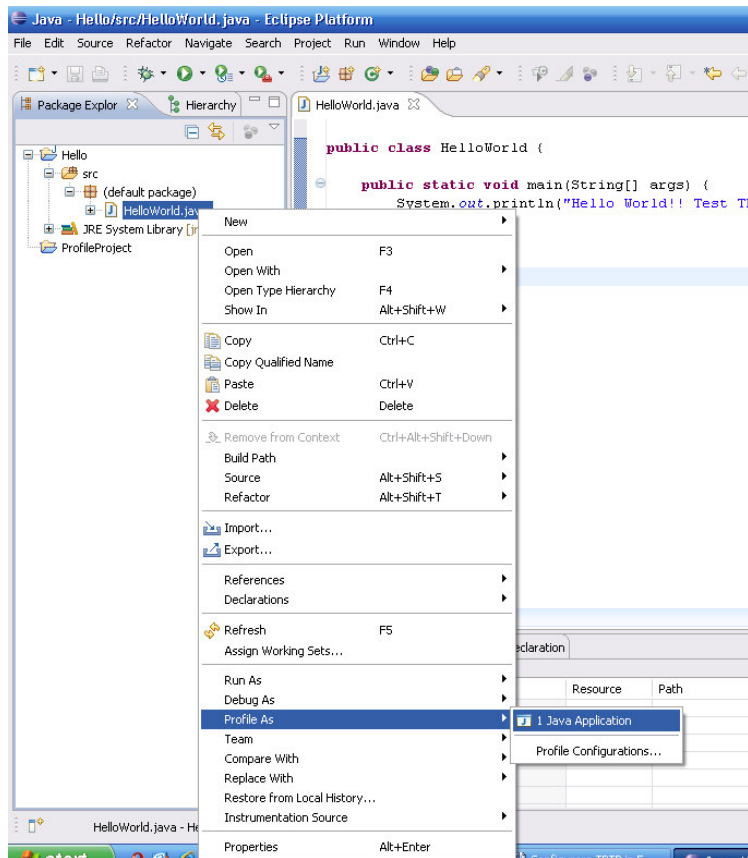 Java - Hello/src/HelloWorld.java - Eclipse Platform
File Edit Source Refactor Navigate Search Project Run Window Help
Package Explor Hierarchy HelloWorld.java
Hello
src
(default package)
HelloWorld.jav
JRE System Library [jr
ProfileProject
public class HelloWorld {
public static void main(String[] args) {
System.out.println("Hello World!! Test T
New
Open F3
Open With
Open Type Hierarchy F4
Show In Alt+Shift+W
Copy Ctrl+C
Copy Qualified Name
Paste Ctrl+V
Delete Delete
Remove from Context Ctrl+Alt+Shift+Down
Build Path
Source Alt+Shift+S
Refactor Alt+Shift+T
Import...
Export...
References
Declarations
Refresh F5
Assign Working Sets...
Run As
Debug As
Profile As
Team
Compare With
Replace With
Restore from Local History...
Instrumentation Source
Properties Alt+Enter
1 Java Application
Profile Configurations...
eclaration
Resource Path
HelloWorld.java - He
start